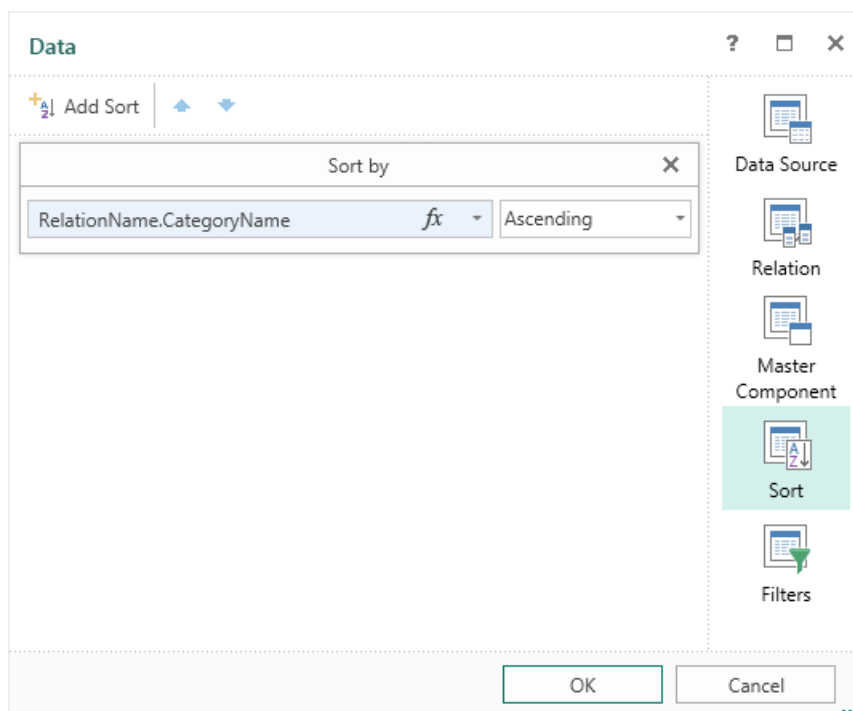 Data
?
Add Sort
Sort by
RelationName.CategoryName fx Ascending
Data Source
Relation
Master
Component
Sort
Filters
OK Cancel